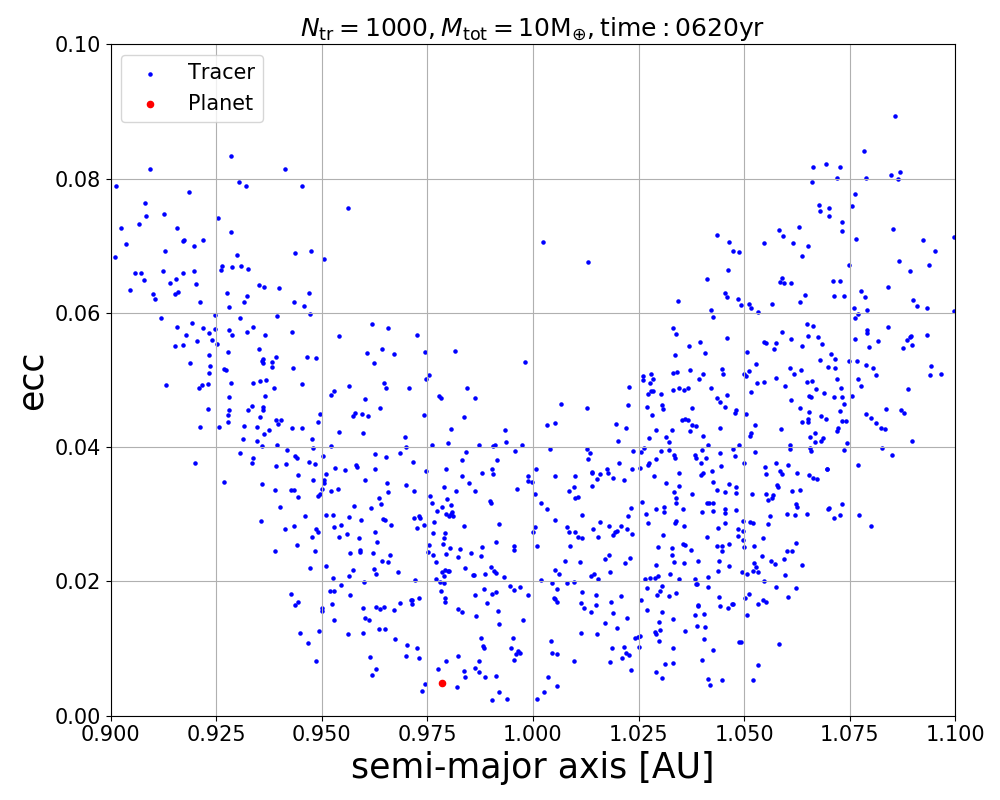 N_tr = 1000, M_tot = 10M_⊕, time : 0620yr
0.10
Tracer
Planet
0.08
0.06
ecc
0.04
0.02
0.00
0.900 0.925 0.950 0.975 1.000 1.025 1.050 1.075 1.100
semi-major axis [AU]